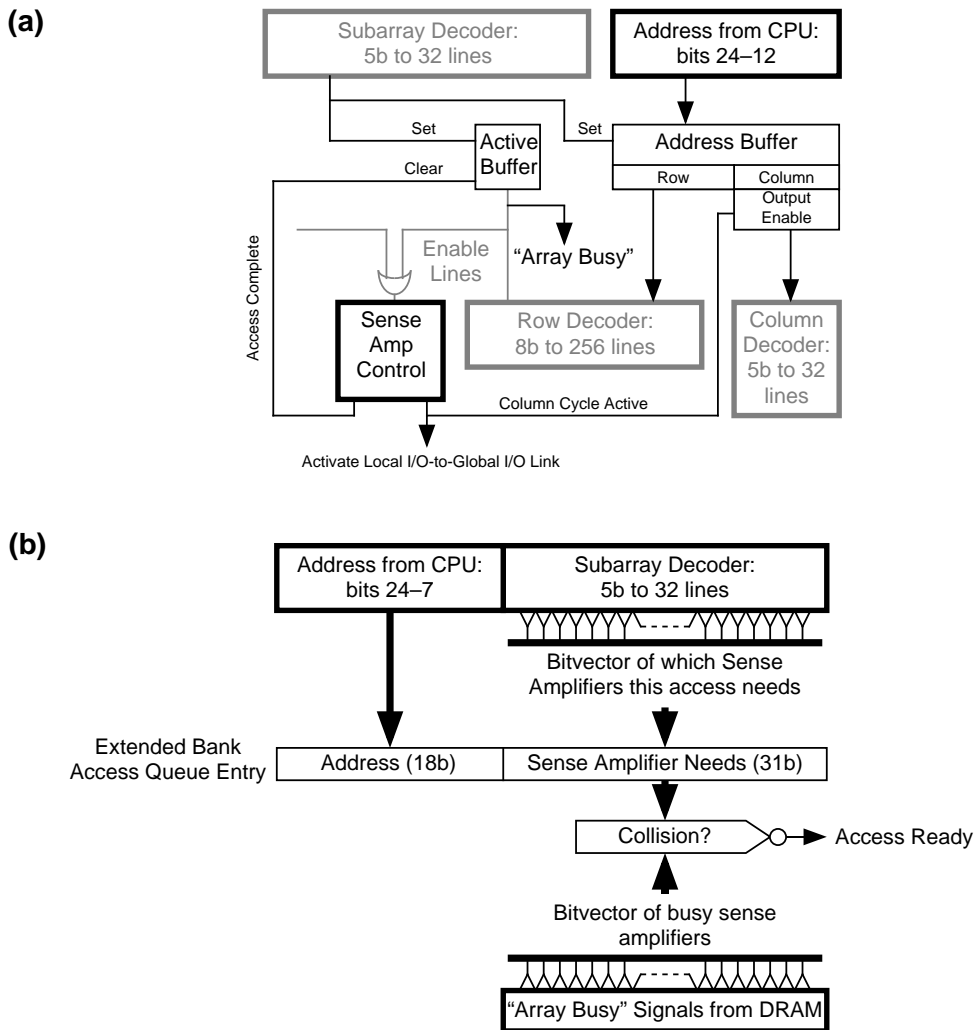 (a)
Subarray Decoder:
5b to 32 lines
Address from CPU:
bits 24–12
Set
Set
Active
Buffer
Address Buffer
Clear
Row
Column
Output
Enable
Access Complete
Enable
Lines
“Array Busy”
Sense
Amp
Control
Row Decoder:
8b to 256 lines
Column
Decoder:
5b to 32
lines
Column Cycle Active
Activate Local I/O-to-Global I/O Link
(b)
Address from CPU:
bits 24–7
Subarray Decoder:
5b to 32 lines
Bitvector of which Sense
Amplifiers this access needs
Extended Bank
Access Queue Entry
Address (18b)
Sense Amplifier Needs (31b)
Collision?
Access Ready
Bitvector of busy sense
amplifiers
“Array Busy” Signals from DRAM